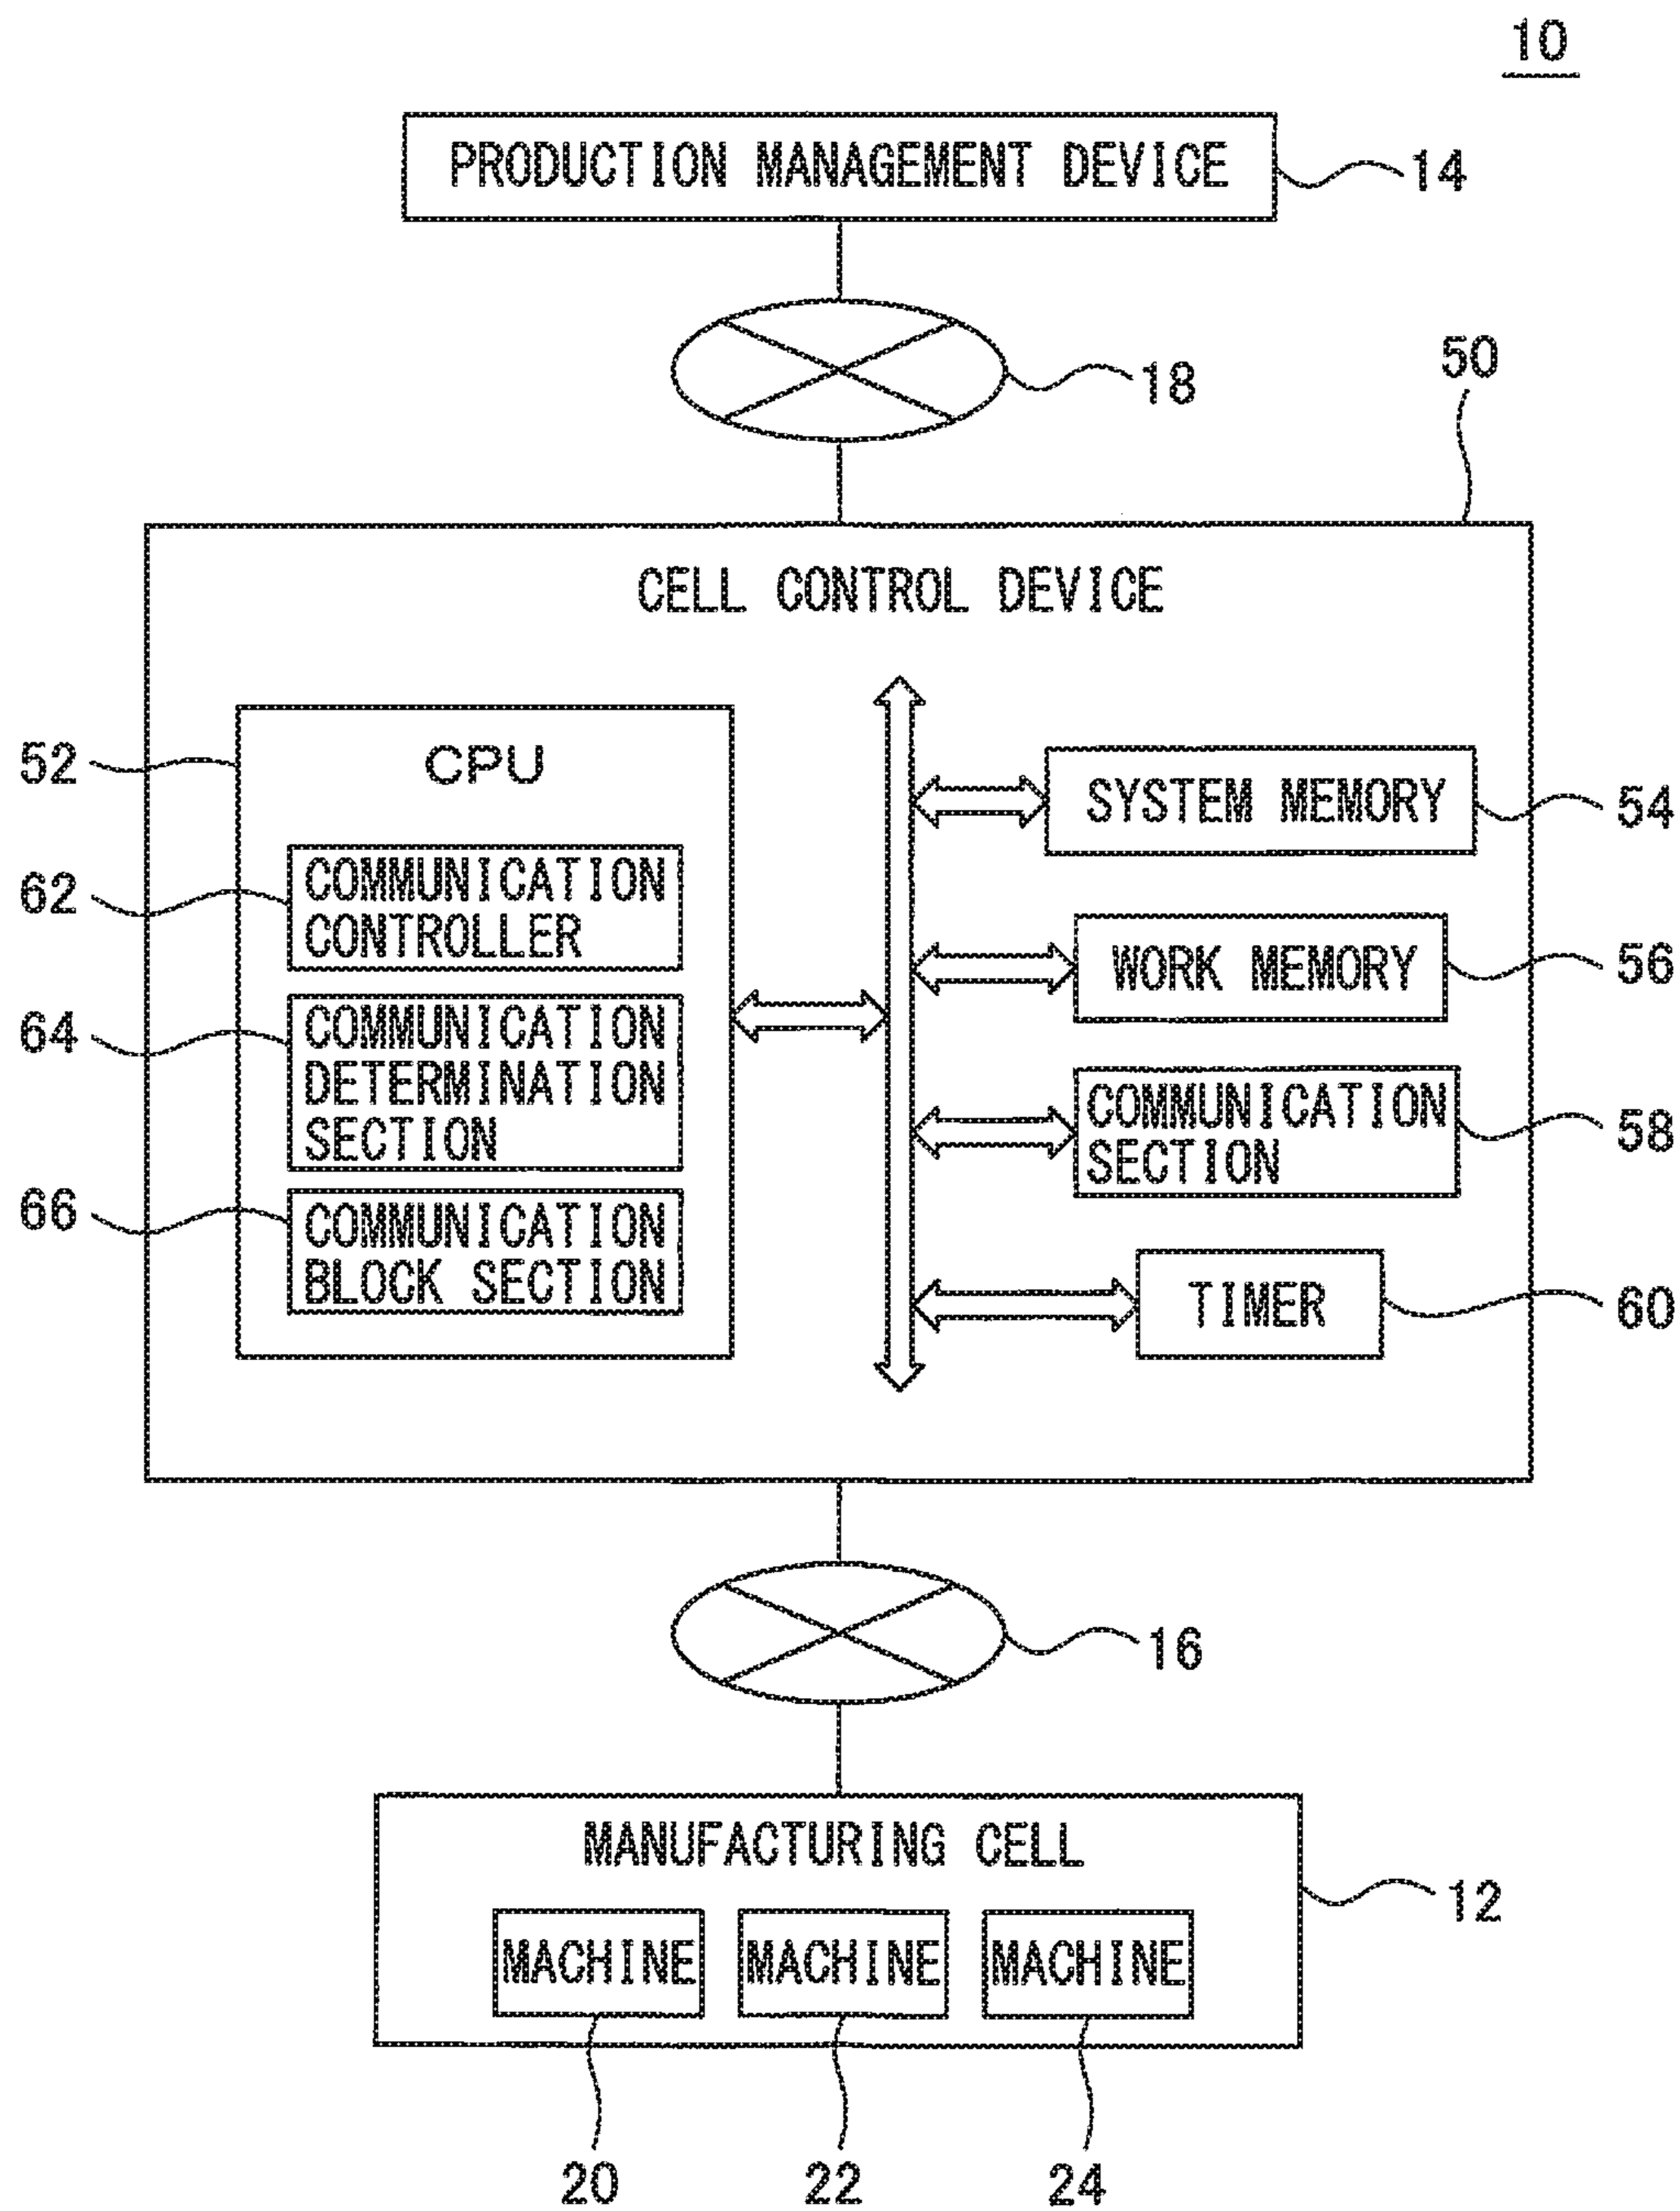 10
PRODUCTION MANAGEMENT DEVICE
14
18
50
CELL CONTROL DEVICE
52
CPU
SYSTEM MEMORY
54
62
COMMUNICATION
CONTROLLER
WORK MEMORY
56
64
COMMUNICATION
DETERMINATION
SECTION
COMMUNICATION
SECTION
58
66
COMMUNICATION
BLOCK SECTION
TIMER
60
16
MANUFACTURING CELL
12
MACHINE
MACHINE
MACHINE
20
22
24